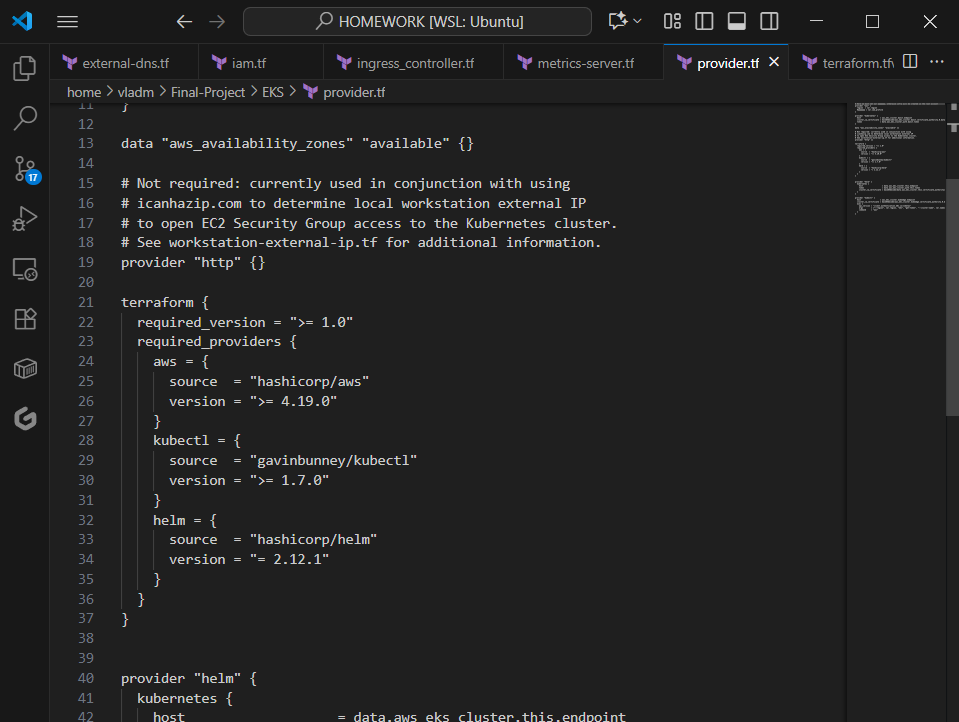 HOMEWORK [WSL: Ubuntu]
external-dns.tf
iam.tf
ingress_controller.tf
metrics-server.tf
provider.tf
terraform.tfv
home > vladm > Final-Project > EKS > provider.tf
17
11 }
12
13 data "aws_availability_zones" "available" {}
14
15 # Not required: currently used in conjunction with using
16 # icanhazip.com to determine local workstation external IP
17 # to open EC2 Security Group access to the Kubernetes cluster.
18 # See workstation-external-ip.tf for additional information.
19 provider "http" {}
20
21 terraform {
22 required_version = ">= 1.0"
23 required_providers {
24 aws = {
25 source  = "hashicorp/aws"
26 version = ">= 4.19.0"
27 }
28 kubectl = {
29 source  = "gavinbunney/kubectl"
30 version = ">= 1.7.0"
31 }
32 helm = {
33 source  = "hashicorp/helm"
34 version = "= 2.12.1"
35 }
36 }
37 }
38
39
40 provider "helm" {
41 kubernetes {
42 host                   = data.aws_eks_cluster.this.endpoint